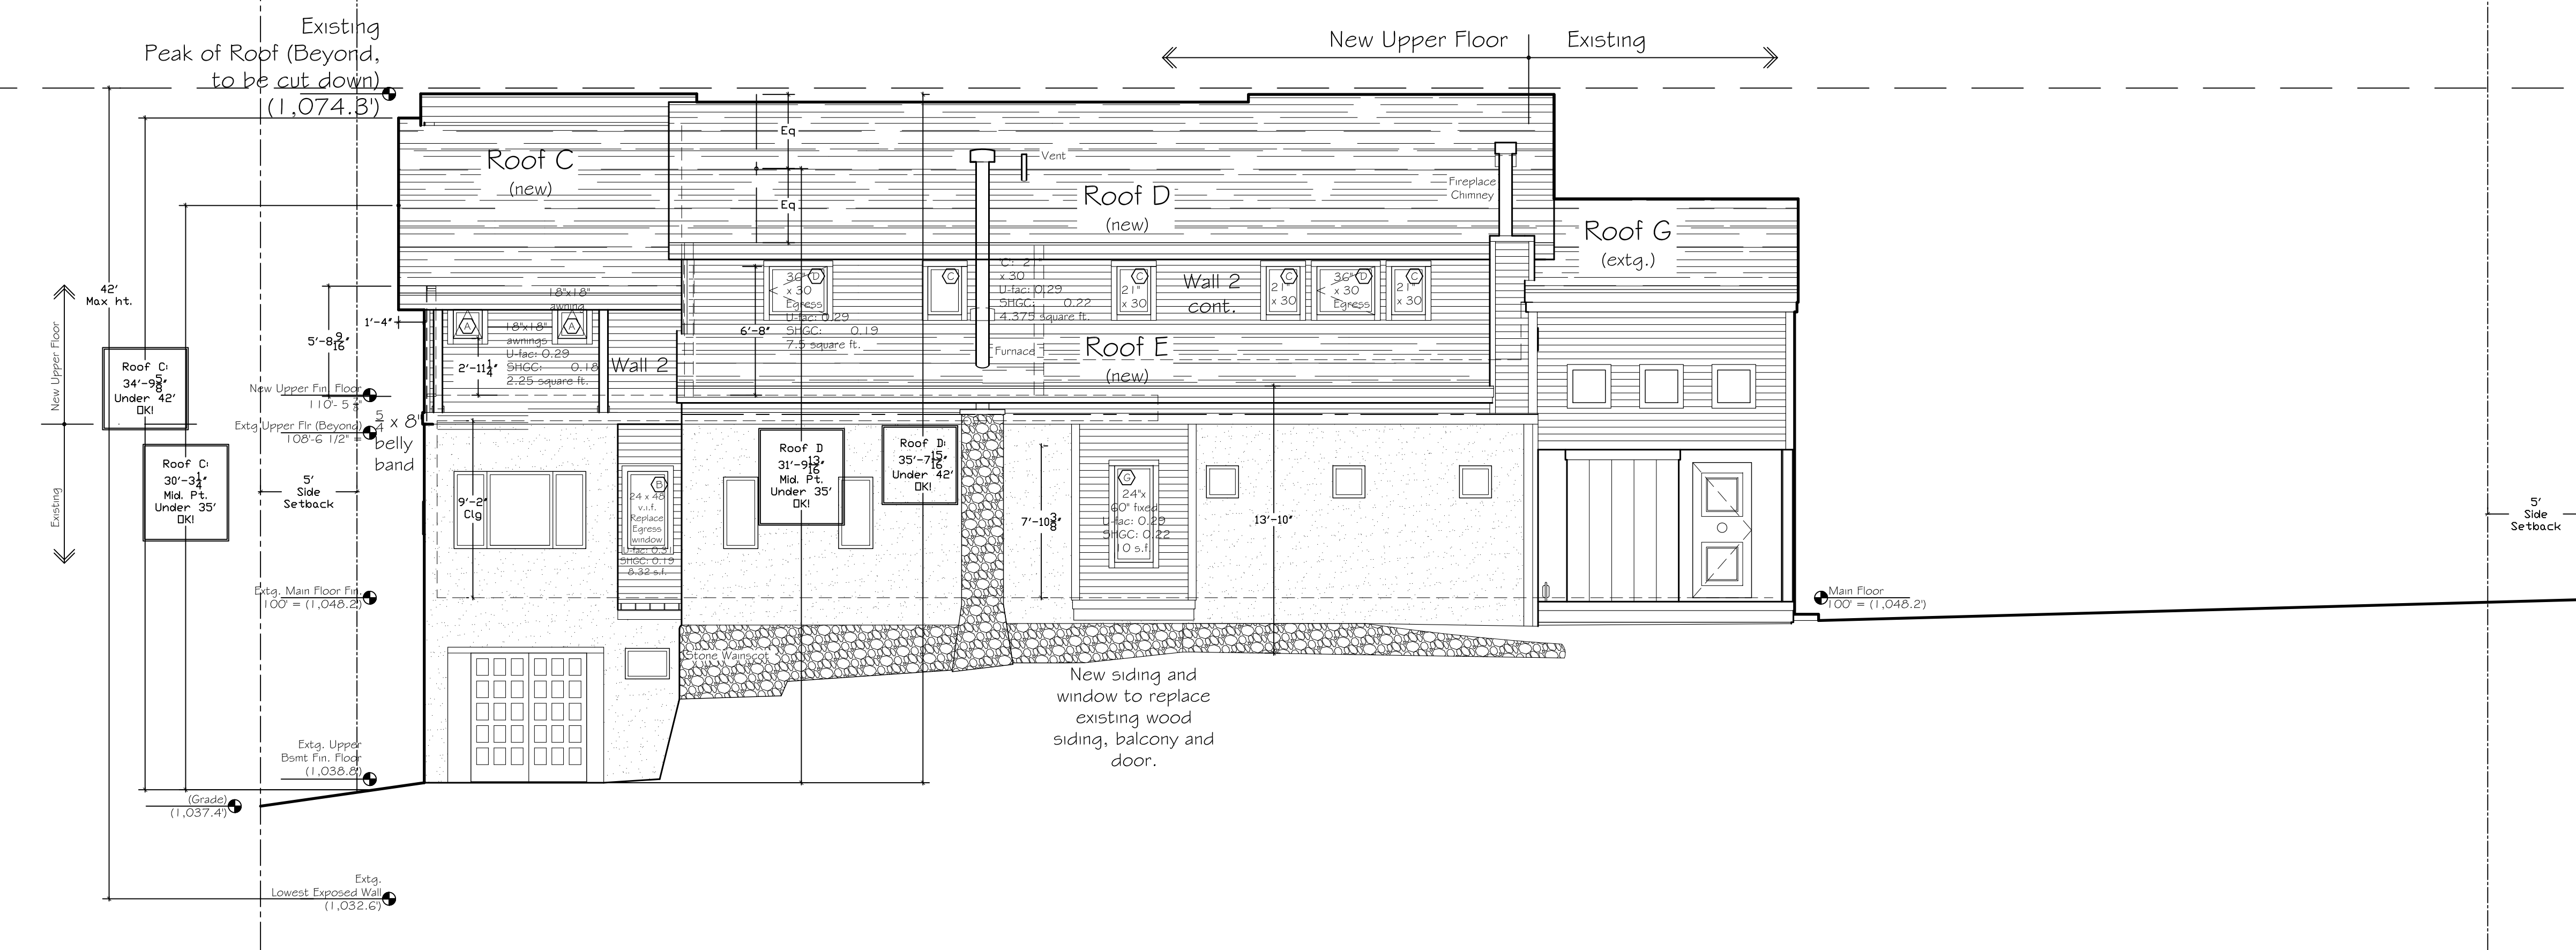 Existing
Peak of Roof (Beyond,
to be cut down)
(1,074.3')
New Upper Floor
Existing
Roof C
(new)
Eq
Eq
Vent
Roof D
(new)
Fireplace
Chimney
Roof G
(extg.)
42'
Max ht.
New Upper Floor
Existing
Roof C:
34'-9 5/8"
Under 42'
OK!
Roof C:
30'-3 1/4"
Mid. Pt.
Under 35'
OK!
5'
Side
Setback
1'-4"
5'-8 9/16"
New Upper Fin. Floor
Extg Upper Flr (Beyond)
108'-6 1/2" =
5/4 x 8"
belly
band
18"x18"
awning
A
A
18"x18"
awnings
U-fac: 0.29
SHGC: 0.18
2.25 square ft.
2'-11 1/4"
Wall 2
6'-8"
36"
D
x 30
Egress
U-fac: 0.29
SHGC: 0.19
7.5 square ft.
C
x 30
U-fac: 0.29
SHGC: 0.22
4.375 square ft.
Furnace
C
21"
x 30
Wall 2
cont.
C
21"
x 30
36"
D
x 30
Egress
C
21"
x 30
Roof E
(new)
9'-2"
Clg
B
24 x 48
v.i.f.
Replace
Egress
window
U-fac: 0.31
SHGC: 0.19
8.32 s.f.
Roof D
31'-9 13/16"
Mid. Pt.
Under 35'
OK!
Roof D:
35'-7 15/16"
Under 42'
OK!
7'-10 3/8"
G
24"x
60" fixed
U-fac: 0.29
SHGC: 0.22
10 s.f.
13'-10"
5'
Side
Setback
Extg. Main Floor Fin.
100' = (1,048.2')
Main Floor
100' = (1,048.2')
Stone Wainscot
New siding and
window to replace
existing wood
siding, balcony and
door.
Extg. Upper
Bsmt Fin. Floor
(1,038.8')
(Grade)
(1,037.4')
Extg.
Lowest Exposed Wall
(1,032.6')